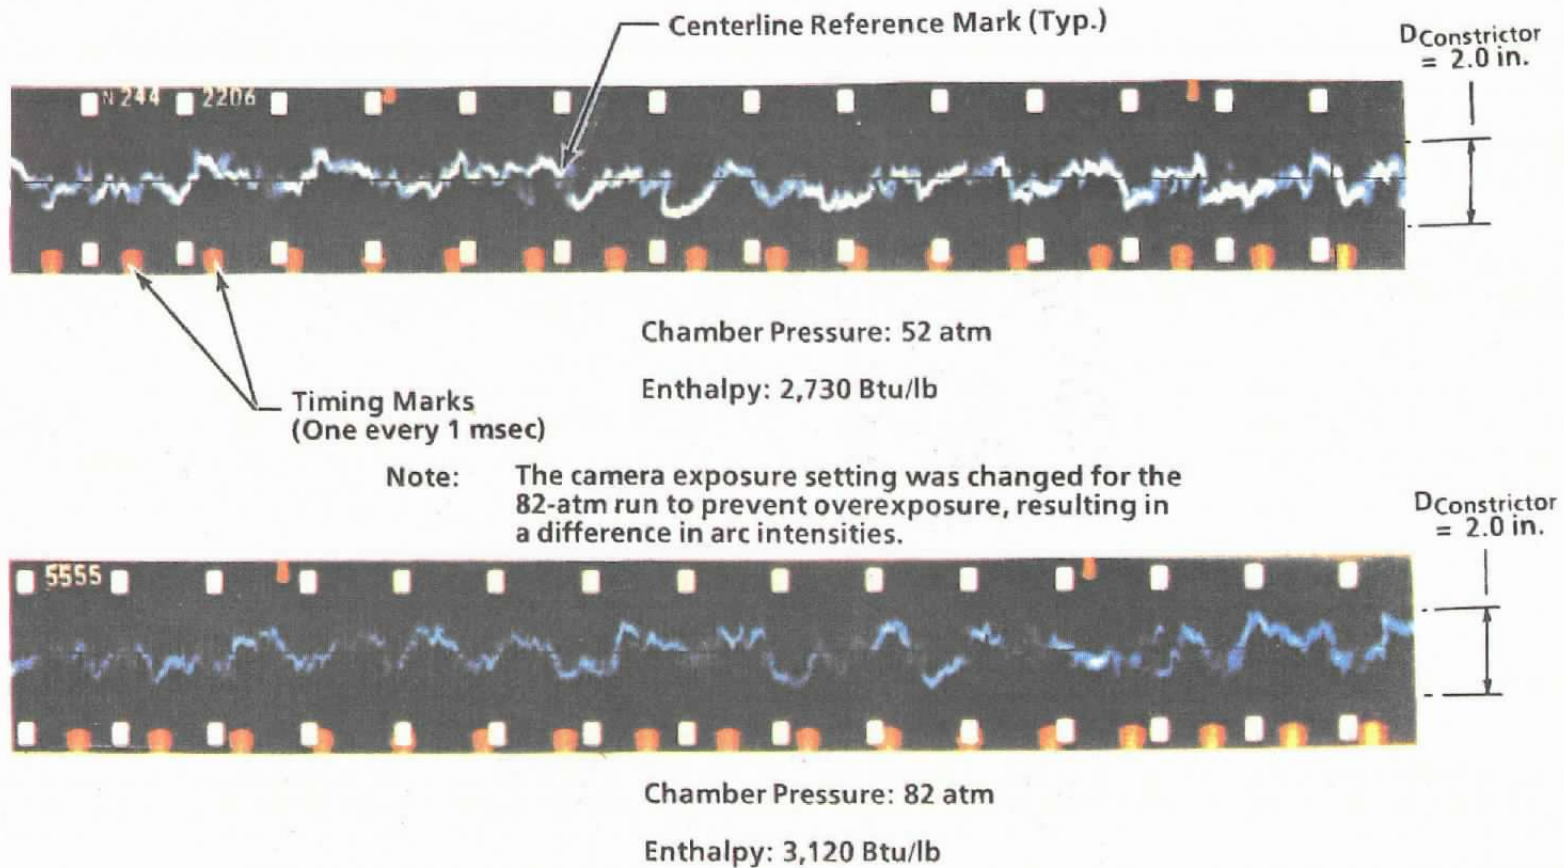 Centerline Reference Mark (Typ.)
DConstrictor
= 2.0 in.
N 244 2206
Chamber Pressure: 52 atm
Enthalpy: 2,730 Btu/lb
Timing Marks
(One every 1 msec)
Note: The camera exposure setting was changed for the
82-atm run to prevent overexposure, resulting in
a difference in arc intensities.
DConstrictor
= 2.0 in.
5555
Chamber Pressure: 82 atm
Enthalpy: 3,120 Btu/lb